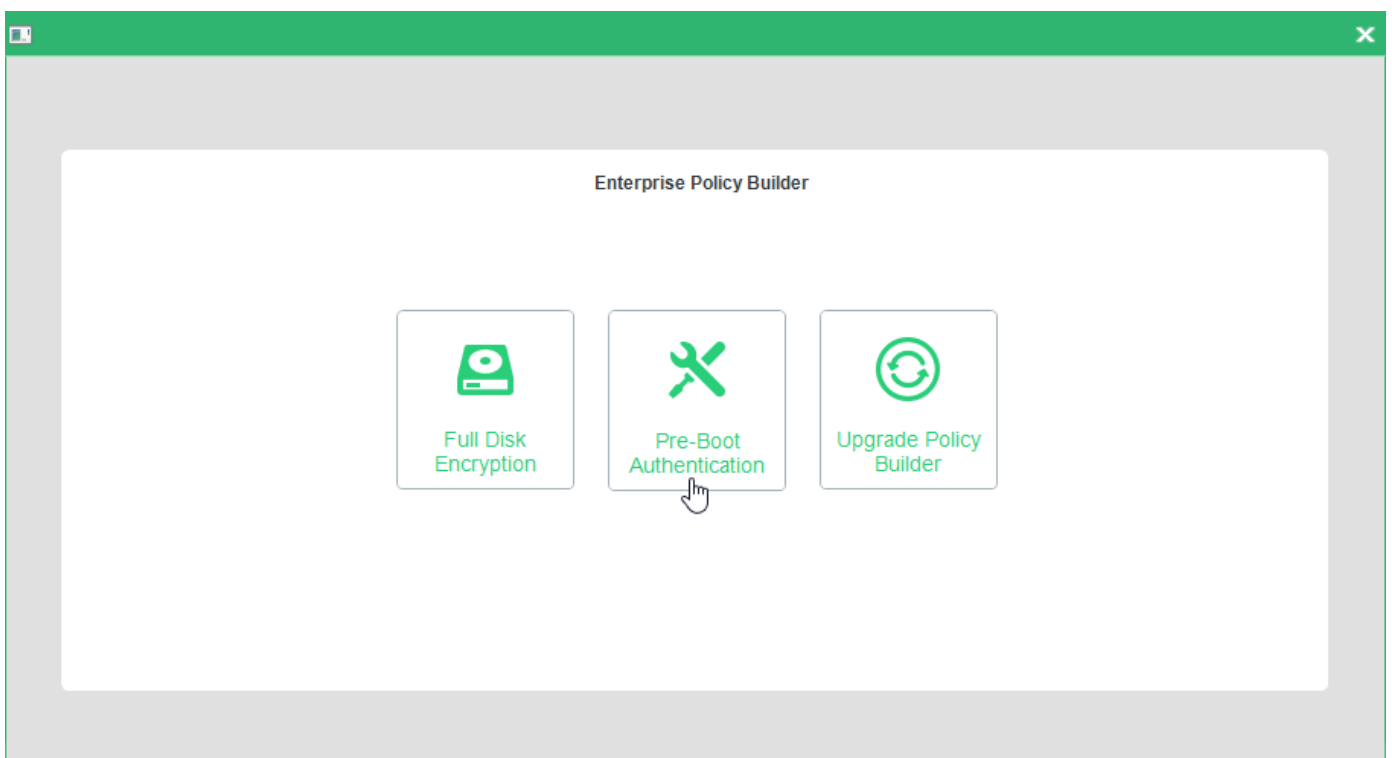 Enterprise Policy Builder
Full Disk
Encryption
Pre-Boot
Authentication
Upgrade Policy
Builder